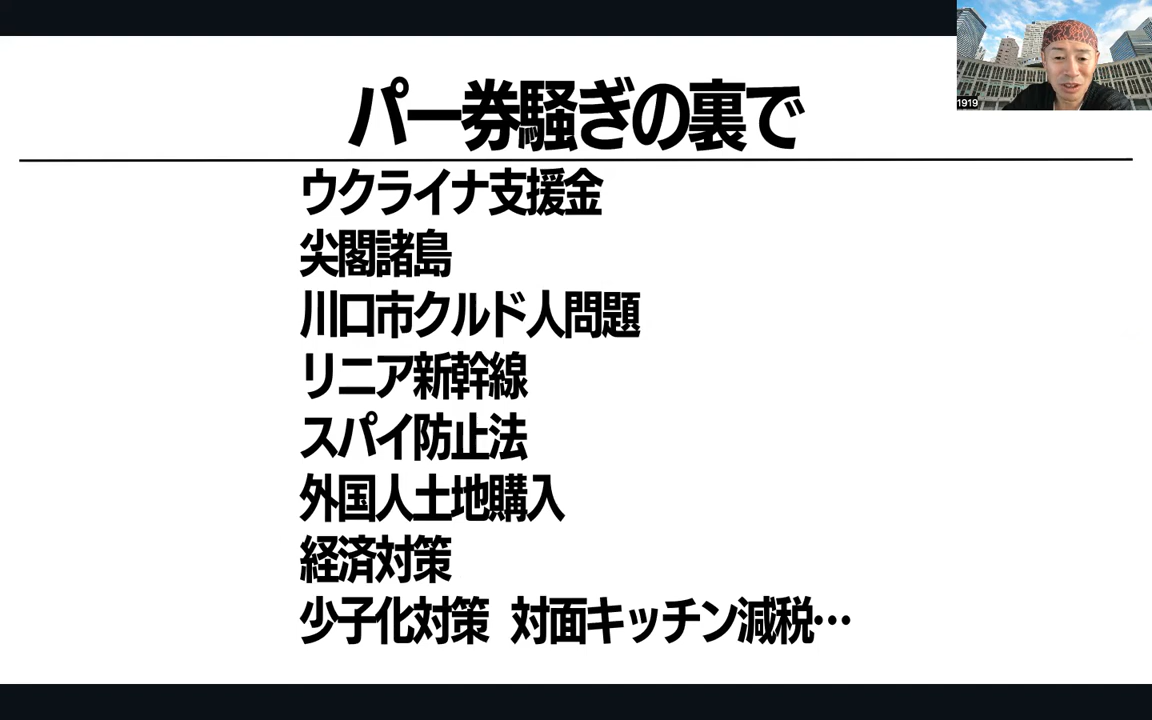 パー券騒ぎの裏で
1919
ウクライナ支援金
尖閣諸島
川口市クルド人問題
リニア新幹線
スパイ防止法
外国人土地購入
経済対策
少子化対策 対面キッチン減税…